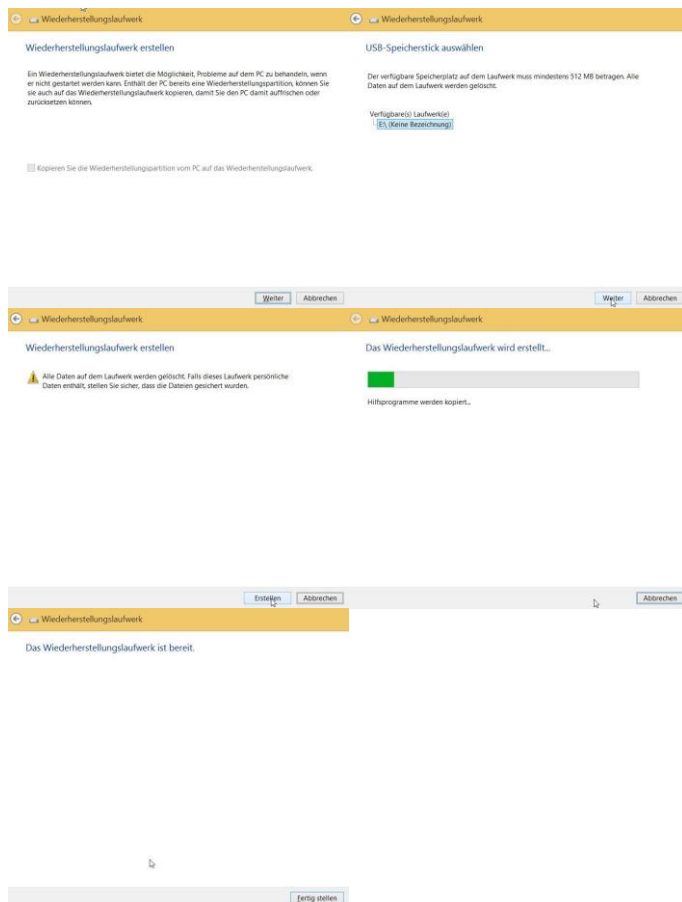 Wiederherstellungslaufwerk
Wiederherstellungslaufwerk erstellen
Ein Wiederherstellungslaufwerk bietet die Möglichkeit, Probleme auf dem PC zu behandeln, wenn
er nicht gestartet werden kann. Enthält der PC bereits eine Wiederherstellungspartition, können Sie
sie auch auf das Wiederherstellungslaufwerk kopieren, damit Sie den PC damit auffrischen oder
zurücksetzen können.
Kopieren Sie die Wiederherstellungspartition vom PC auf das Wiederherstellungslaufwerk.
Weiter
Abbrechen
Wiederherstellungslaufwerk
USB-Speicherstick auswählen
Der verfügbare Speicherplatz auf dem Laufwerk muss mindestens 512 MB betragen. Alle
Daten auf dem Laufwerk werden gelöscht.
Verfügbare(s) Laufwerk(e)
E:\ (Keine Bezeichnung)
Weiter
Abbrechen
Wiederherstellungslaufwerk
Wiederherstellungslaufwerk erstellen
Alle Daten auf dem Laufwerk werden gelöscht. Falls dieses Laufwerk persönliche
Daten enthält, stellen Sie sicher, dass die Dateien gesichert wurden.
Erstellen
Abbrechen
Wiederherstellungslaufwerk
Das Wiederherstellungslaufwerk wird erstellt...
Hilfsprogramme werden kopiert...
Abbrechen
Wiederherstellungslaufwerk
Das Wiederherstellungslaufwerk ist bereit.
Fertig stellen